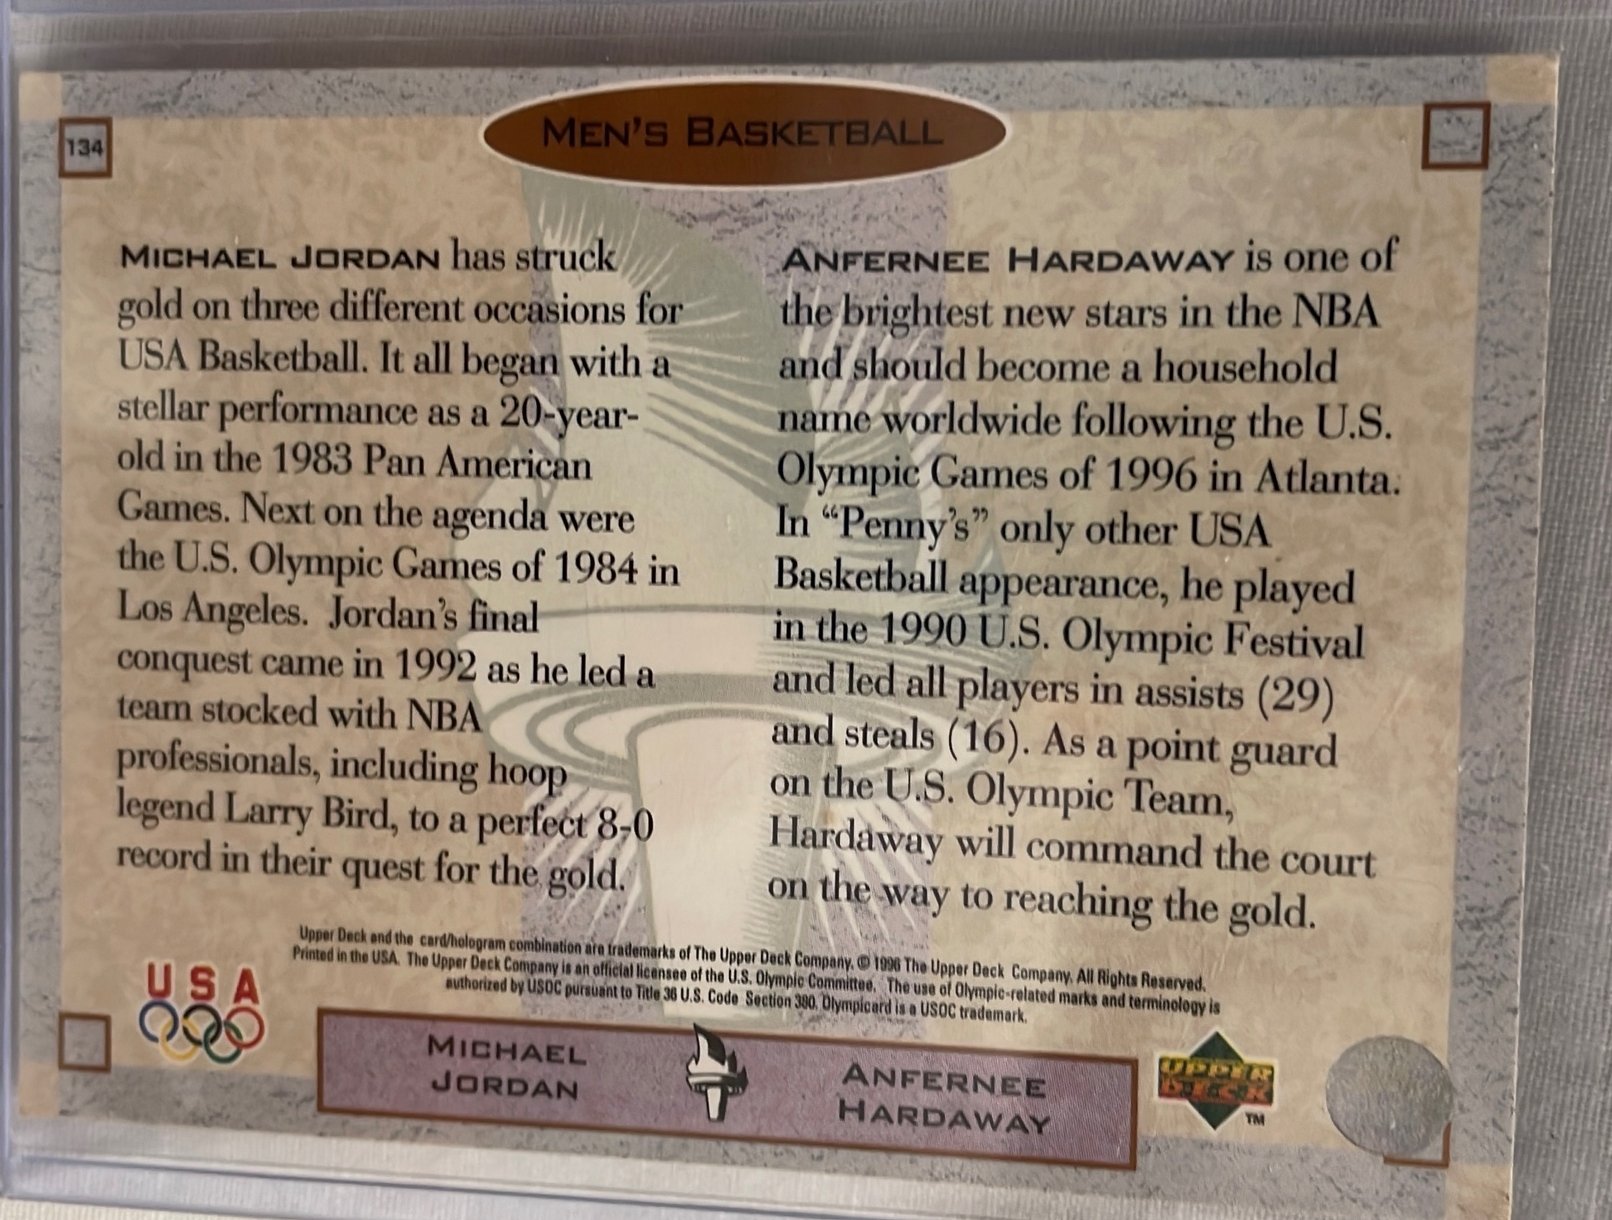 134
MEN'S BASKETBALL
MICHAEL JORDAN has struck
gold on three different occasions for
USA Basketball. It all began with a
stellar performance as a 20-year-
old in the 1983 Pan American
Games. Next on the agenda were
the U.S. Olympic Games of 1984 in
Los Angeles. Jordan's final
conquest came in 1992 as he led a
team stocked with NBA
professionals, including hoop
legend Larry Bird, to a perfect 8-0
record in their quest for the gold.
ANFERNEE HARDAWAY is one of
the brightest new stars in the NBA
and should become a household
name worldwide following the U.S.
Olympic Games of 1996 in Atlanta.
In “Penny's” only other USA
Basketball appearance, he played
in the 1990 U.S. Olympic Festival
and led all players in assists (29)
and steals (16). As a point guard
on the U.S. Olympic Team,
Hardaway will command the court
on the way to reaching the gold.
Upper Deck and the card/hologram combination are trademarks of The Upper Deck Company. © 1996 The Upper Deck Company. All Rights Reserved.
Printed in the USA. The Upper Deck Company is an official licensee of the U.S. Olympic Committee. The use of Olympic-related marks and terminology is
authorized by USOC pursuant to Title 36 U.S. Code Section 380. Olympicard is a USOC trademark.
USA
MICHAEL
JORDAN
ANFERNEE
HARDAWAY
UPPER
DECK
TM